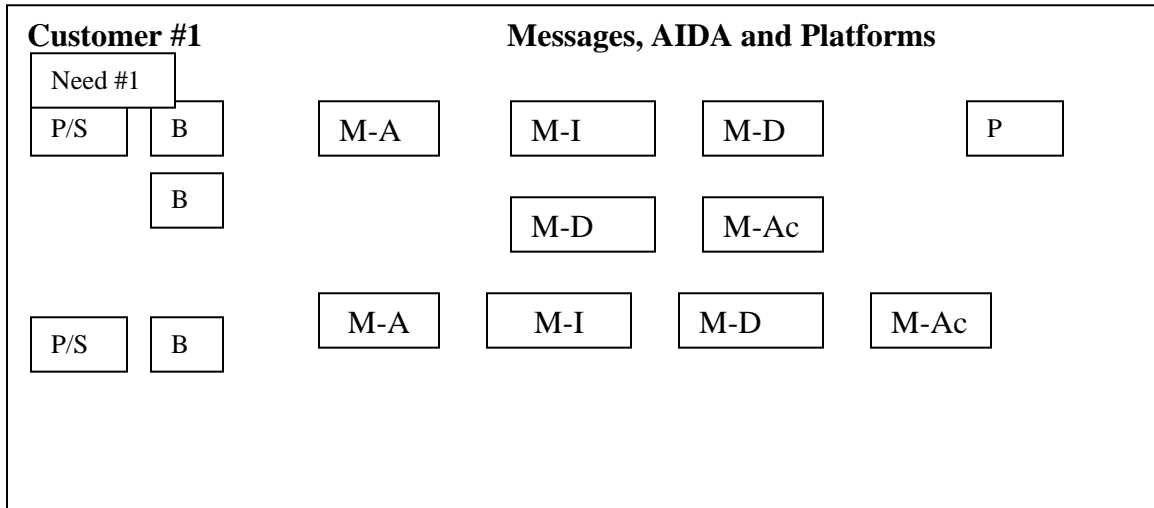 Customer #1 Messages, AIDA and Platforms
Need #1
P/S B M-A M-I M-D P
B
M-D M-Ac
M-A M-I M-D M-Ac
P/S B